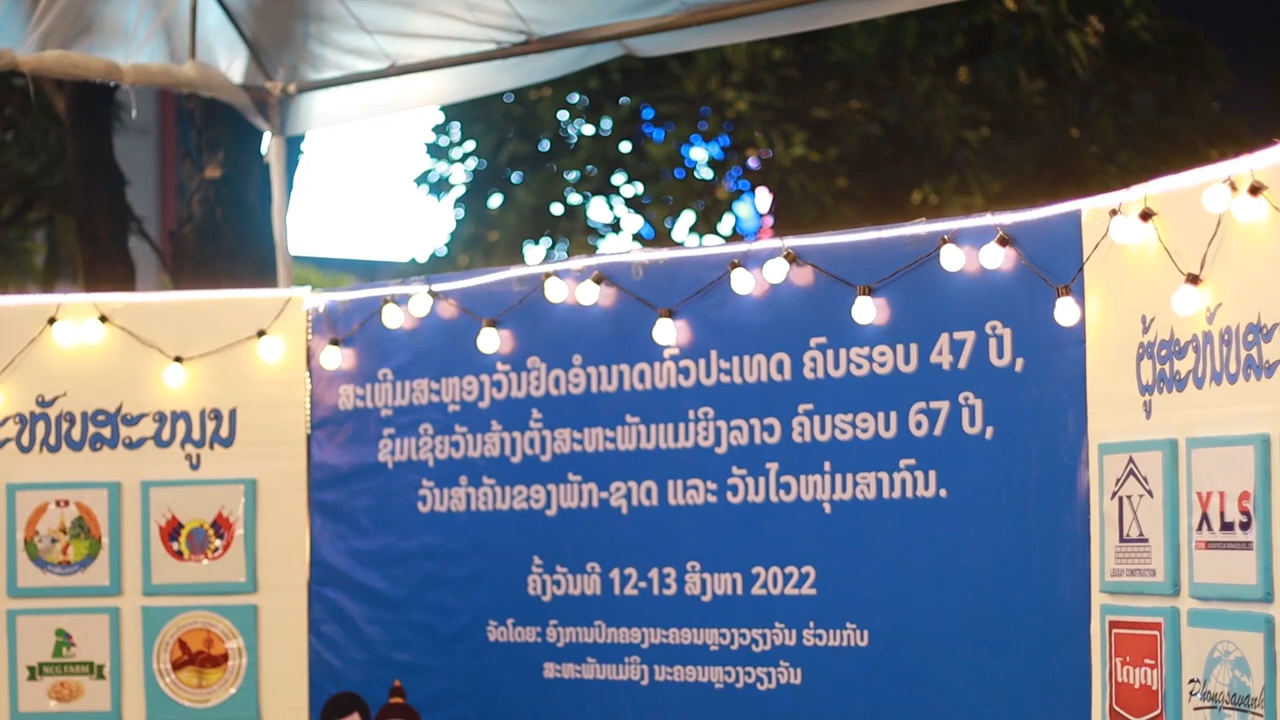 ສະເຫຼີມສະຫຼອງວັນຢຶດອຳນາດທົ່ວປະເທດ ຄົບຮອບ 47 ປີ,
ຊົມເຊີຍວັນສ້າງຕັ້ງສະຫະພັນແມ່ຍິງລາວ ຄົບຮອບ 67 ປີ,
ວັນສຳຄັນຂອງພັກ-ຊາດ ແລະ ວັນໄວໜຸ່ມສາກົນ.
ຄັ້ງວັນທີ 12-13 ສິງຫາ 2022
ຈັດໂດຍ: ອົງການປົກຄອງນະຄອນຫຼວງວຽງຈັນ ຮ່ວມກັບ
ສະຫະພັນແມ່ຍິງ ນະຄອນຫຼວງວຽງຈັນ
ະໜັບສະໜູນ
NCG FARM
ຜູ້ສະໜັບສະ
LX
LEXXAY CONSTRUCTION
XLS
ໂຄ້ງດັງ
Phongsavanh